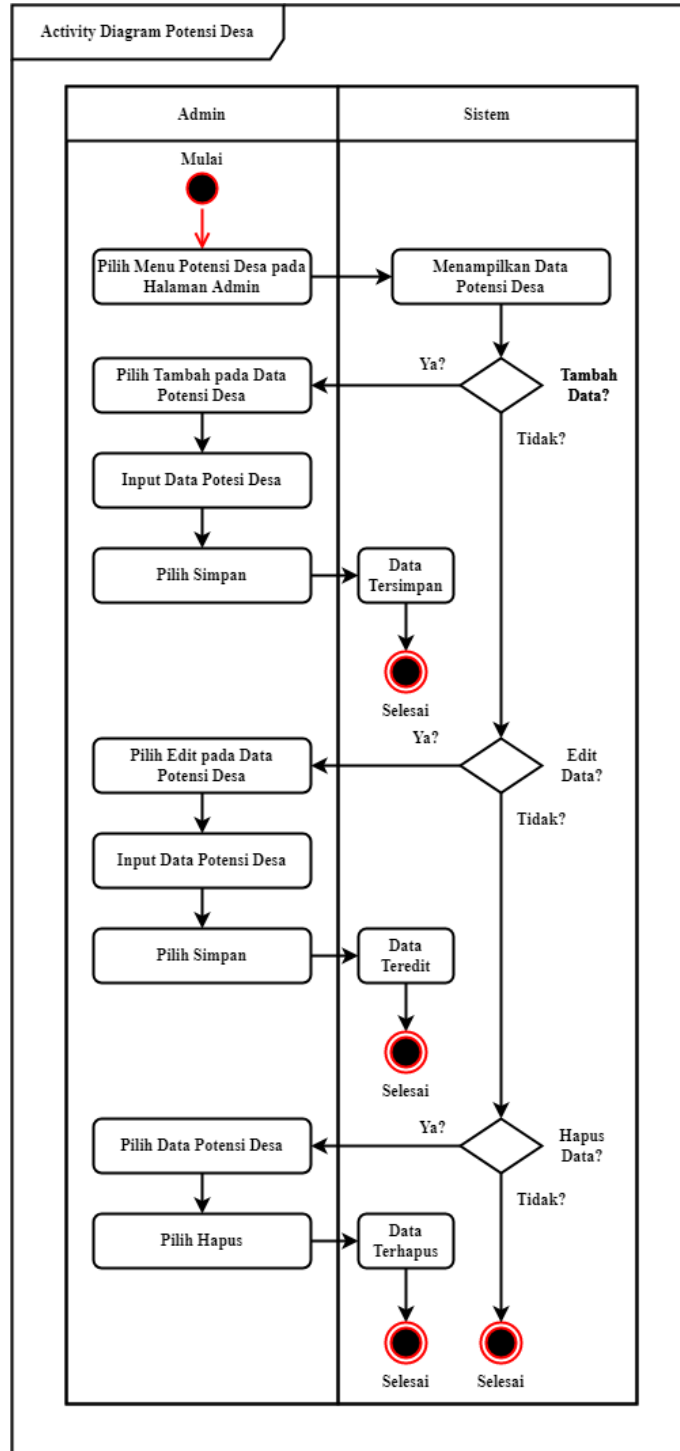 Activity Diagram Potensi Desa
Admin
Sistem
Mulai
Pilih Menu Potensi Desa pada
Halaman Admin
Menampilkan Data
Potensi Desa
Ya?
Tambah
Data?
Pilih Tambah pada Data
Potensi Desa
Tidak?
Input Data Potesi Desa
Pilih Simpan
Data
Tersimpan
Selesai
Ya?
Edit
Data?
Pilih Edit pada Data
Potensi Desa
Tidak?
Input Data Potensi Desa
Pilih Simpan
Data
Teredit
Selesai
Ya?
Hapus
Data?
Pilih Data Potensi Desa
Tidak?
Pilih Hapus
Data
Terhapus
Selesai
Selesai